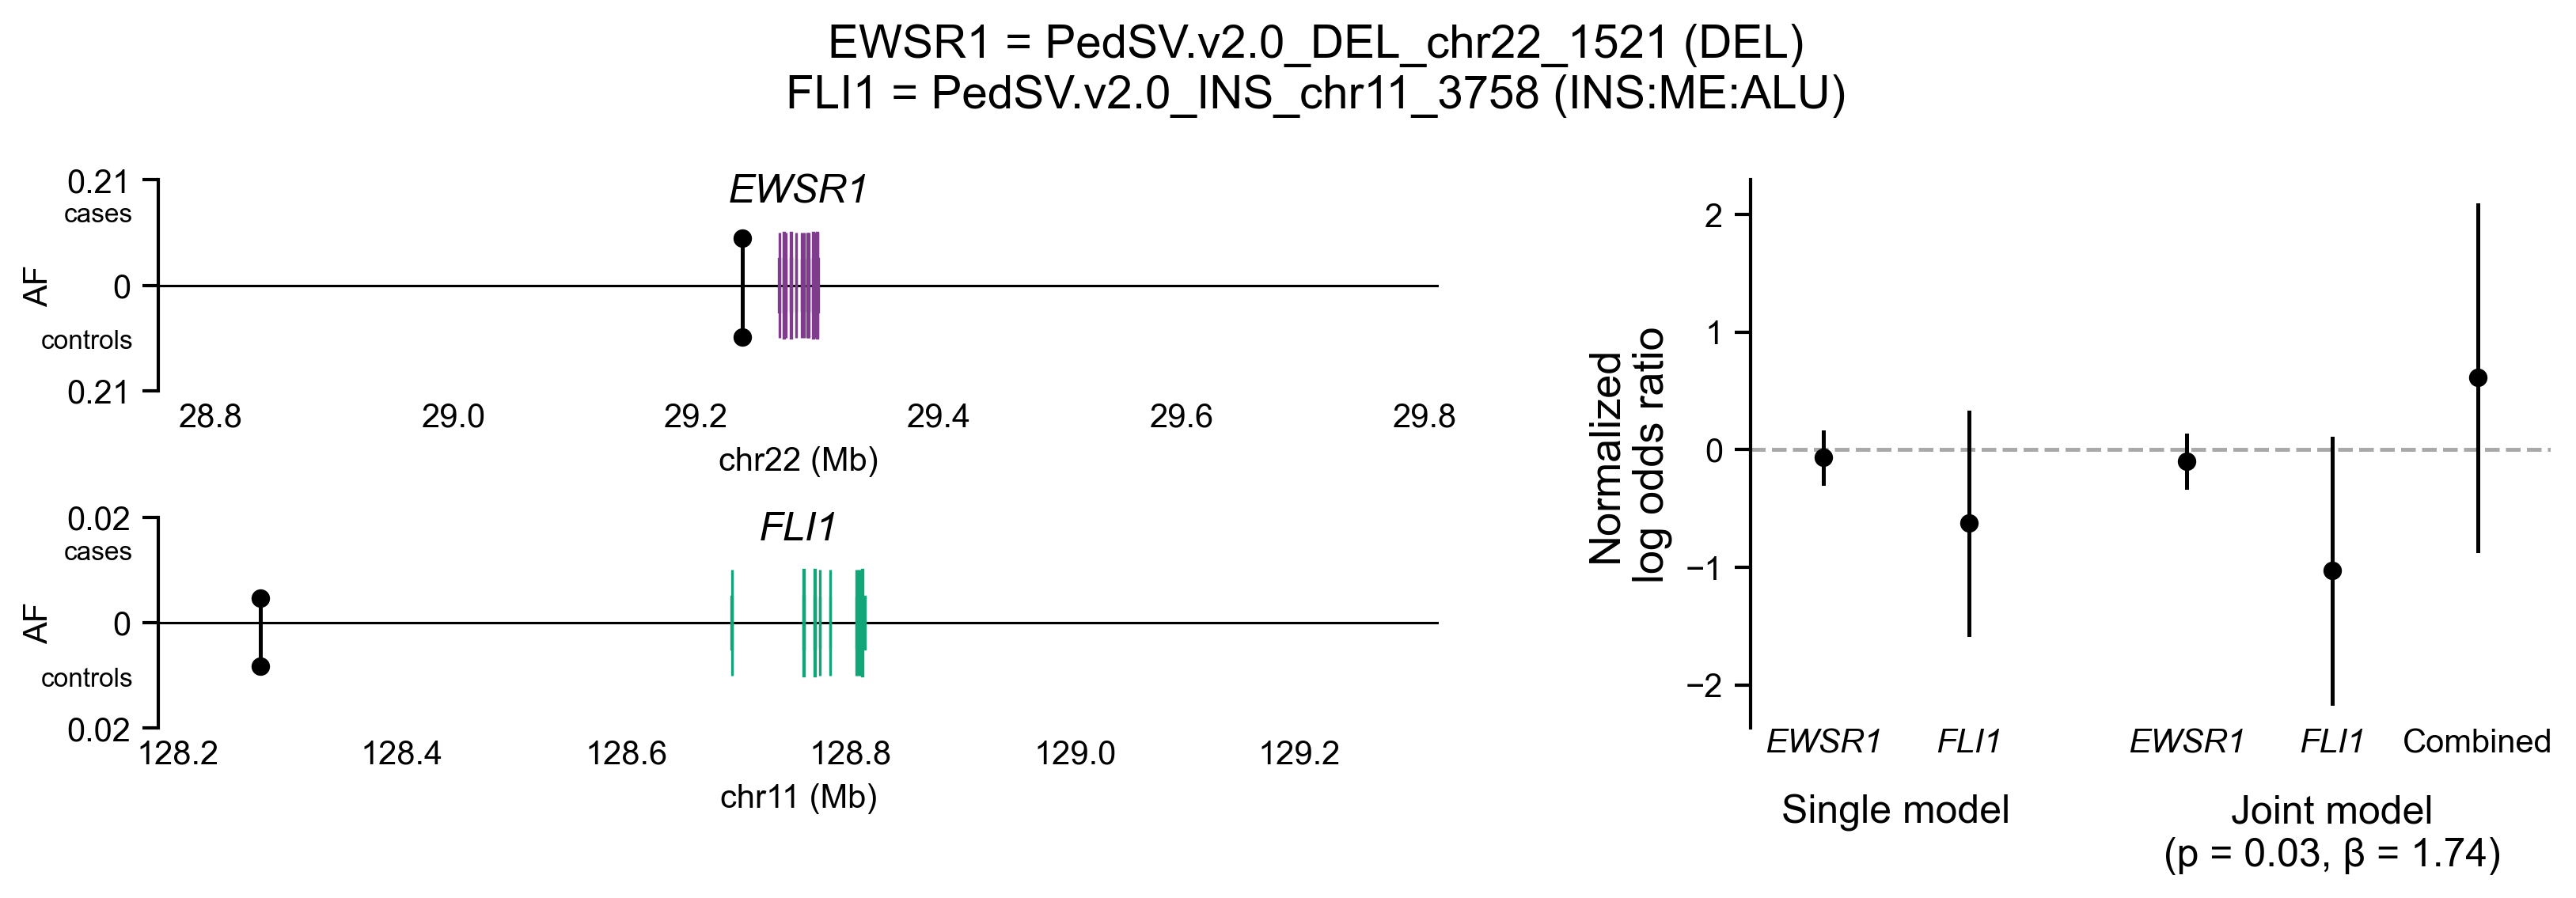 EWSR1 = PedSV.v2.0_DEL_chr22_1521 (DEL)
FLI1 = PedSV.v2.0_INS_chr11_3758 (INS:ME:ALU)
0.21
cases
AF
0
controls
0.21
EWSR1
28.8 29.0 29.2 29.4 29.6 29.8
chr22 (Mb)
0.02
cases
AF
0
controls
0.02
FLI1
128.2 128.4 128.6 128.8 129.0 129.2
chr11 (Mb)
Normalized
log odds ratio
2
1
0
−1
−2
EWSR1 FLI1 EWSR1 FLI1 Combined
Single model
Joint model
(p = 0.03, β = 1.74)